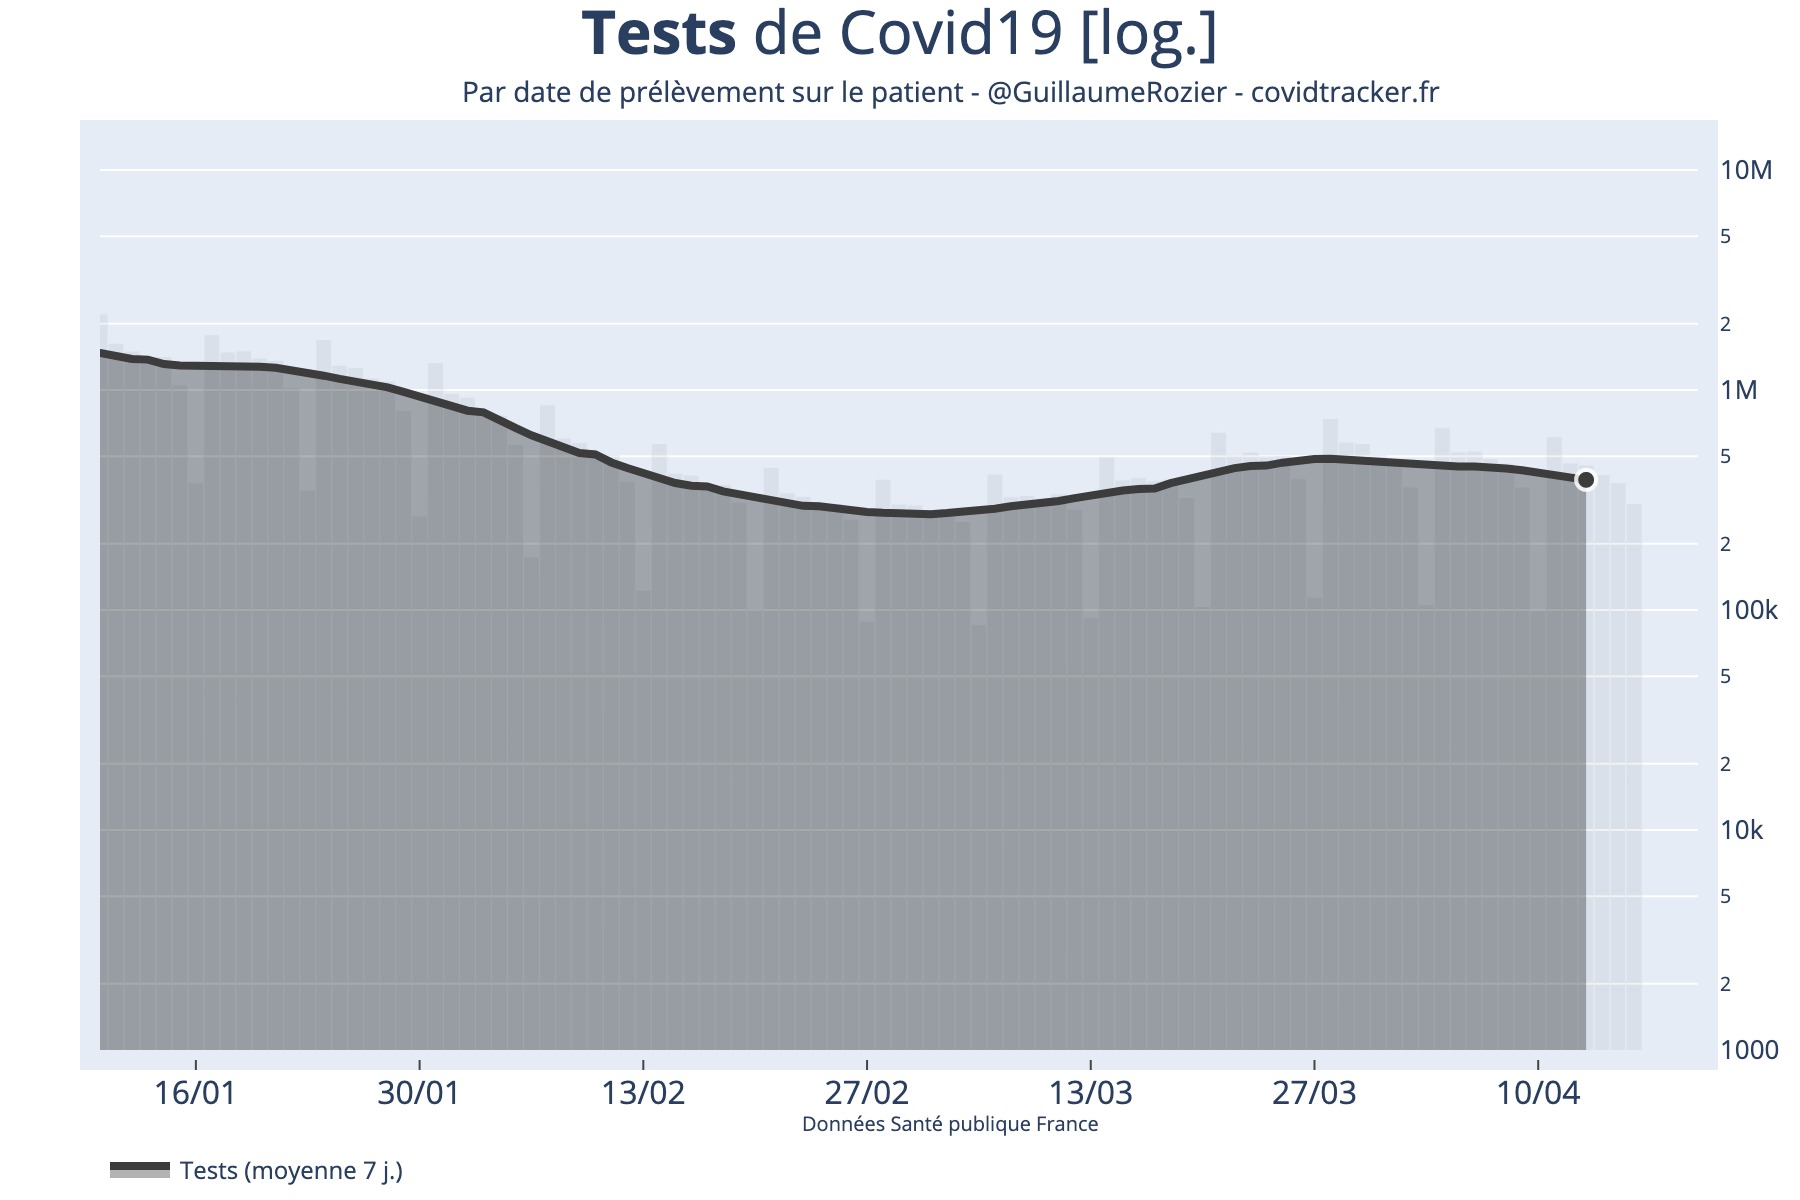 Tests de Covid19 [log.]
Par date de prélèvement sur le patient - @GuillaumeRozier - covidtracker.fr
10M
5
2
1M
5
2
100k
5
2
10k
5
2
1000
16/01 30/01 13/02 27/02 13/03 27/03 10/04
Données Santé publique France
Tests (moyenne 7 j.)